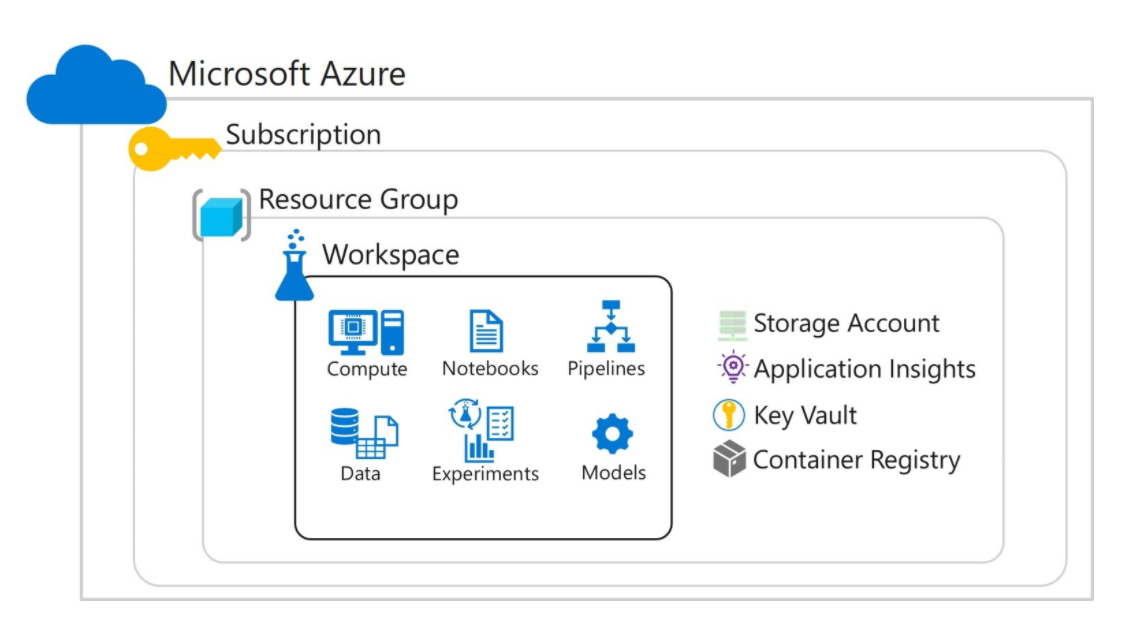 Microsoft Azure
Subscription
Resource Group
Workspace
Compute
Notebooks
Pipelines
Data
Experiments
Models
Storage Account
Application Insights
Key Vault
Container Registry